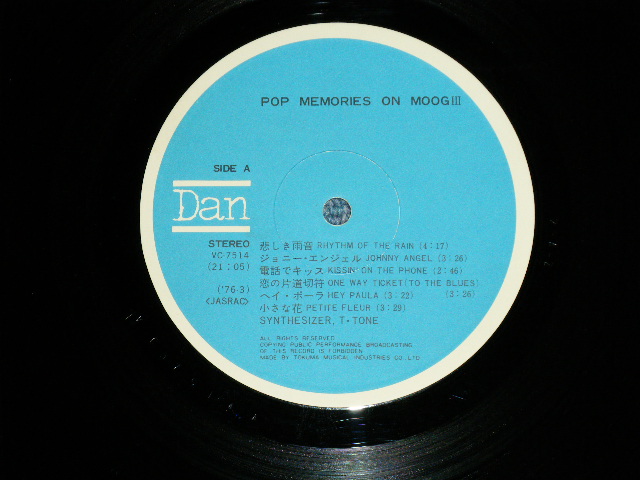 POP MEMORIES ON MOOGIII
SIDE A
Dan
STEREO
VC-7514
(21:05)
('76·3)
<JASRAC>
悲しき雨音 RHYTHM OF THE RAIN (4:17)
ジョニー・エンジェル JOHNNY ANGEL (3:26)
電話でキッス KISSIN' ON THE PHONE (2:46)
恋の片道切符 ONE WAY TICKET(TO THE BLUES)
(3:26)
ヘイ・ポーラ HEY PAULA (3:22)
小さな花 PETITE FLEUR (3:29)
SYNTHESIZER, T·TONE
ALL RIGHTS RESERVED
COPYING PUBLIC PERFORMANCE BROADCASTING
OF THIS RECORD IS FORBIDDEN
MADE BY TOKUMA MUSICAL INDUSTRIES CO. LTD